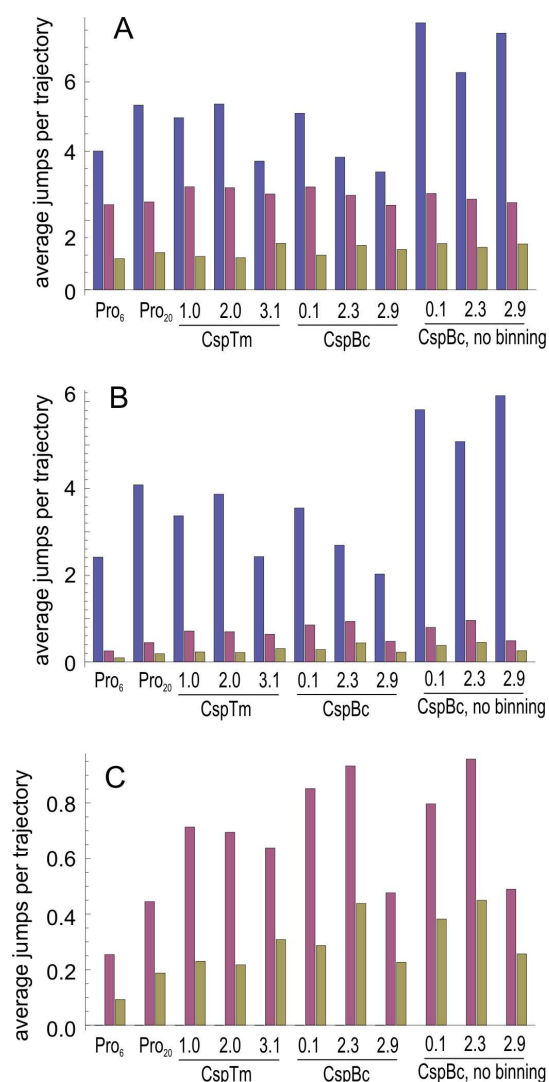 A
average jumps per trajectory
6
4
2
0
Pro6 Pro20 1.0 2.0 3.1 0.1 2.3 2.9 0.1 2.3 2.9
CspTm CspBc CspBc, no binning
B
average jumps per trajectory
6
4
2
0
Pro6 Pro20 1.0 2.0 3.1 0.1 2.3 2.9 0.1 2.3 2.9
CspTm CspBc CspBc, no binning
C
average jumps per trajectory
0.8
0.6
0.4
0.2
0.0
Pro6 Pro20 1.0 2.0 3.1 0.1 2.3 2.9 0.1 2.3 2.9
CspTm CspBc CspBc, no binning